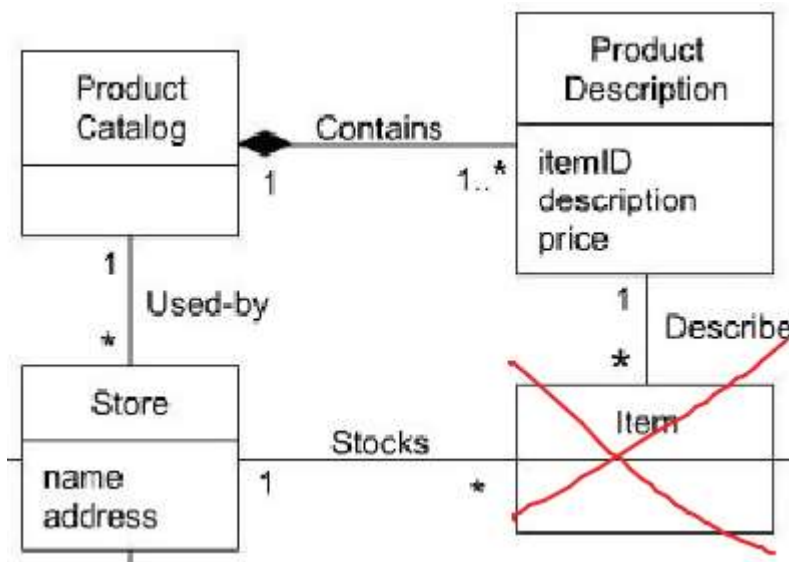 Product
Catalog
Contains
1
1..*
Product
Description
itemID
description
price
1
Used-by
*
1
Describe
*
Store
name
address
Stocks
1
*
Item